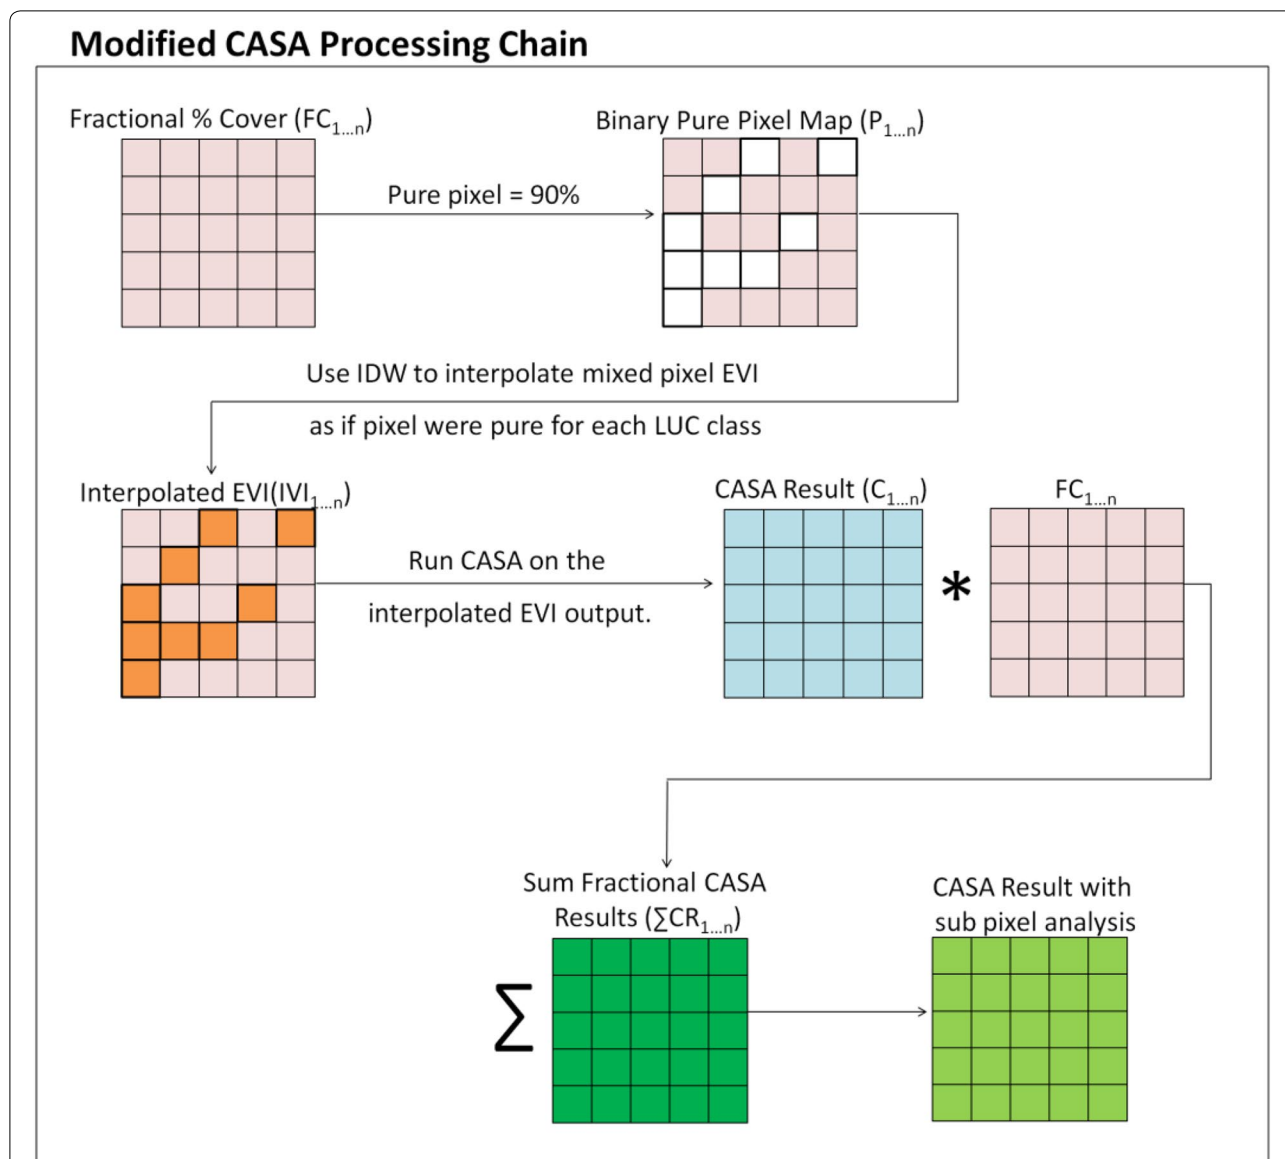 Modified CASA Processing Chain
Fractional % Cover (FC1...n)
Binary Pure Pixel Map (P1...n)
Pure pixel = 90%
Use IDW to interpolate mixed pixel EVI
as if pixel were pure for each LUC class
Interpolated EVI(IVI1...n)
Run CASA on the
interpolated EVI output.
CASA Result (C1...n)
*
FC1...n
Sum Fractional CASA
Results (∑CR1...n)
∑
CASA Result with
sub pixel analysis